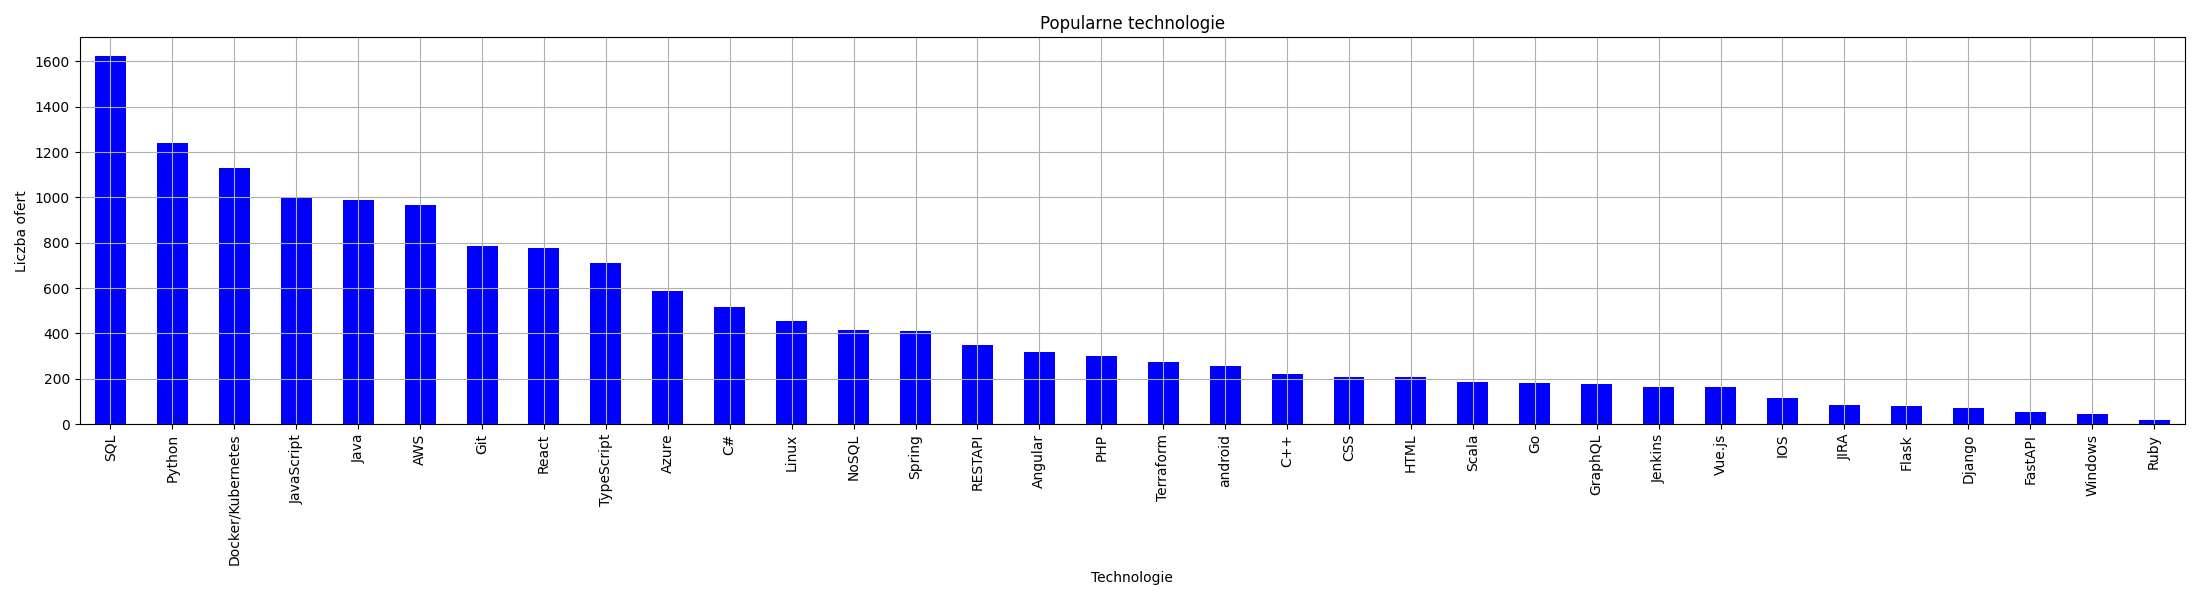 Popularne technologie
Liczba ofert
1600
1400
1200
1000
800
600
400
200
0
SQL
Python
Docker/Kubernetes
JavaScript
Java
AWS
Git
React
TypeScript
Azure
C#
Linux
NoSQL
Spring
RESTAPI
Angular
PHP
Terraform
android
C++
CSS
HTML
Scala
Go
GraphQL
Jenkins
Vue.js
IOS
JIRA
Flask
Django
FastAPI
Windows
Ruby
Technologie